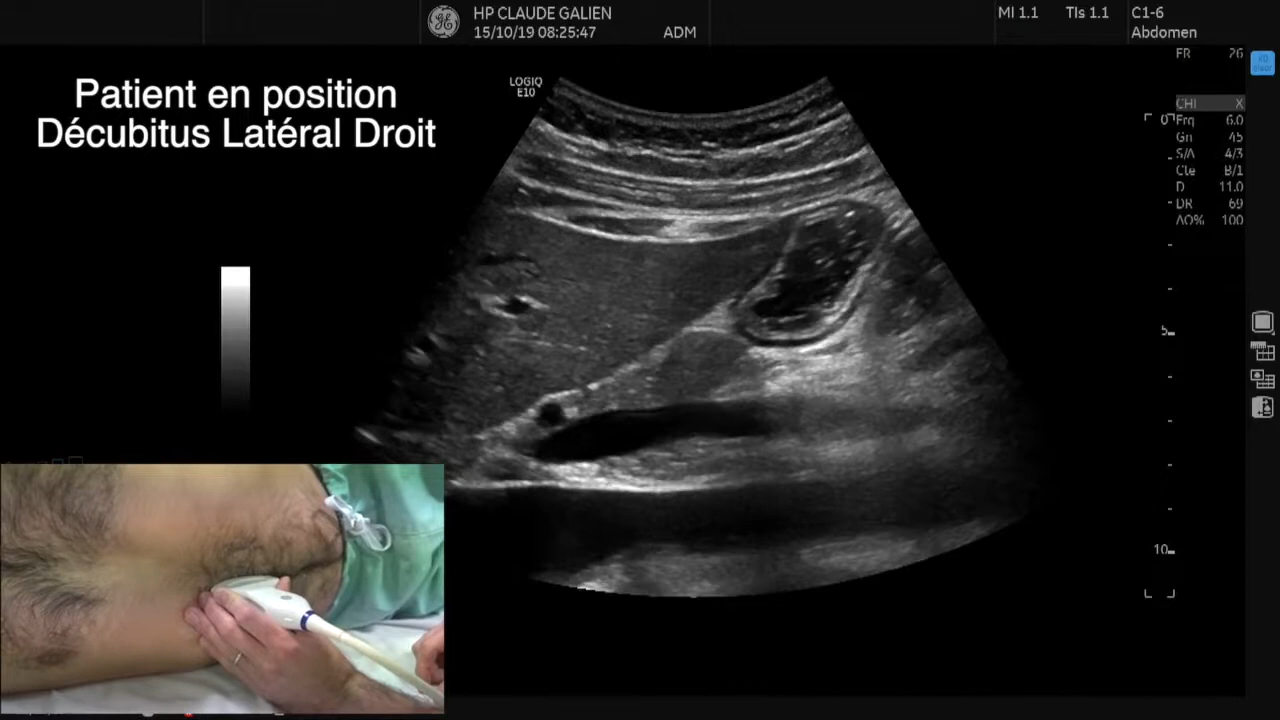 HP CLAUDE GALIEN
15/10/19 08:25:47 ADM
MI 1.1 TIs 1.1
C1-6
Abdomen
Patient en position
Décubitus Latéral Droit
LOGIQ
E10
FR 26
CHI X
Frq 6.0
Gn 45
S/A 4/3
B/1
D 11.0
DR 69
AO% 100
0
5
10